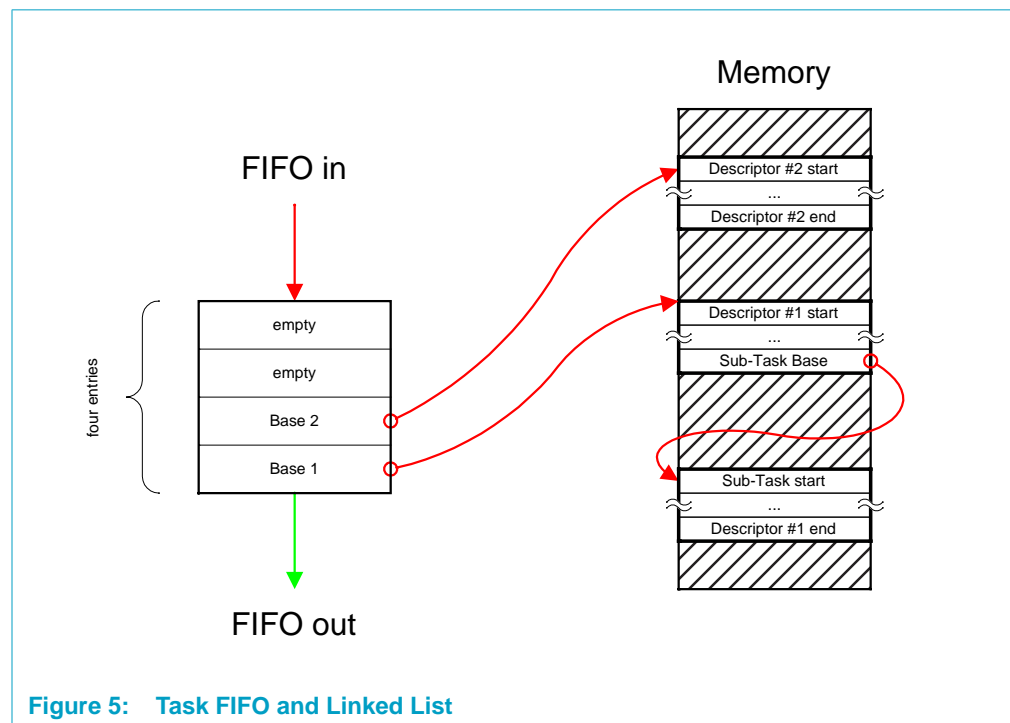 Memory
FIFO in
Descriptor #2 start
...
Descriptor #2 end
empty
empty
Base 2
Base 1
four entries
Descriptor #1 start
...
Sub-Task Base
Sub-Task start
...
Descriptor #1 end
FIFO out
Figure 5: Task FIFO and Linked List